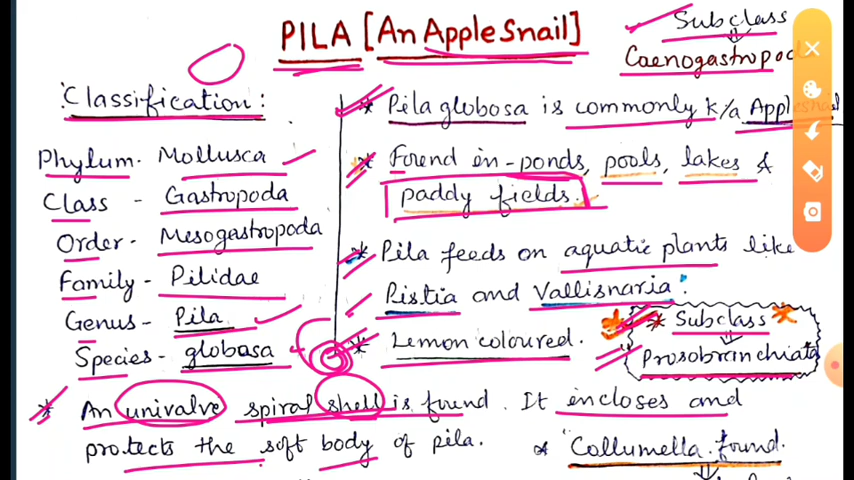 PILA [An Apple Snail]
Subclass
Caenogastropod
Classification:
Phylum- Mollusca
Class - Gastropoda
Order- Mesogastropoda
Family- Pilidae
Genus- Pila
Species- globosa
* Pila globosa is commonly k/a Applesnail
* Found in-ponds, pools, lakes &
paddy fields.
* Pila feeds on aquatic plants like
Pistia and Vallisnaria.
* Lemon coloured.
* Subclass
Prosobranchiata
* An univalve spiral shell is found. It encloses and
protects the soft body of pila.
* Collumella found.